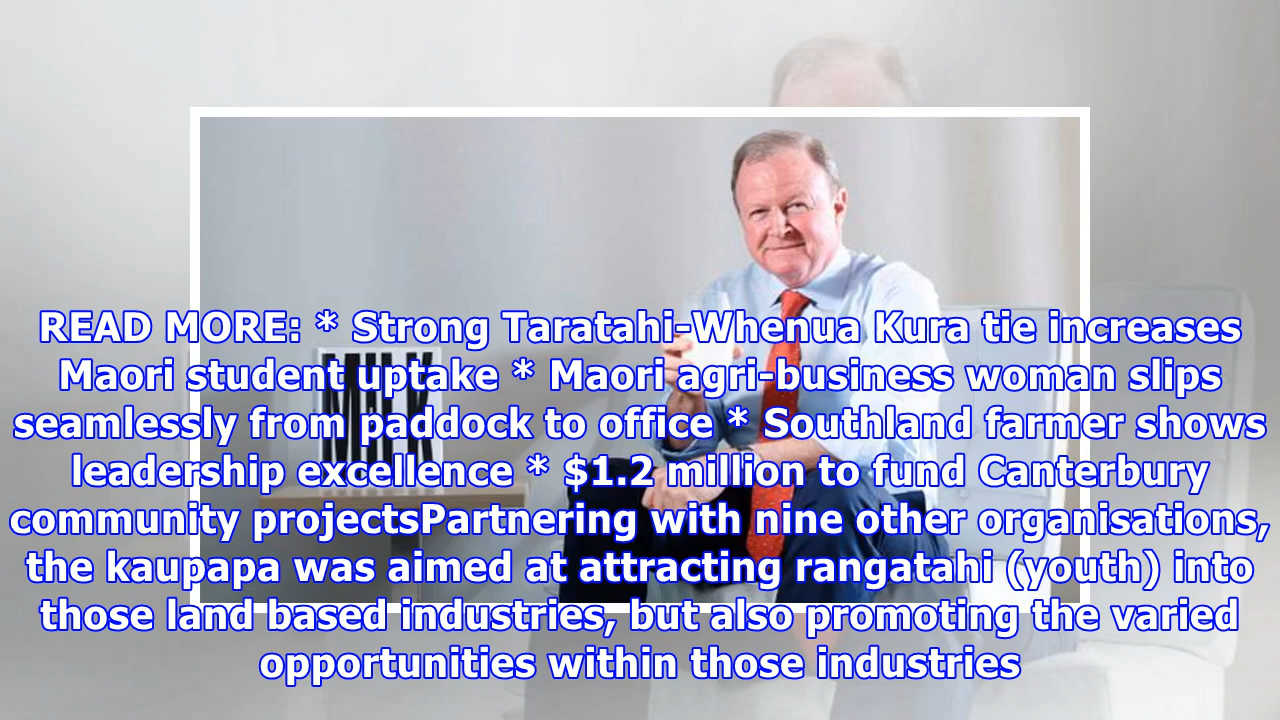 READ MORE: * Strong Taratahi-Whenua Kura tie increases
Maori student uptake * Maori agri-business woman slips
seamlessly from paddock to office * Southland farmer shows
leadership excellence * $1.2 million to fund Canterbury
community projectsPartnering with nine other organisations,
the kaupapa was aimed at attracting rangatahi (youth) into
those land based industries, but also promoting the varied
opportunities within those industries
MILK